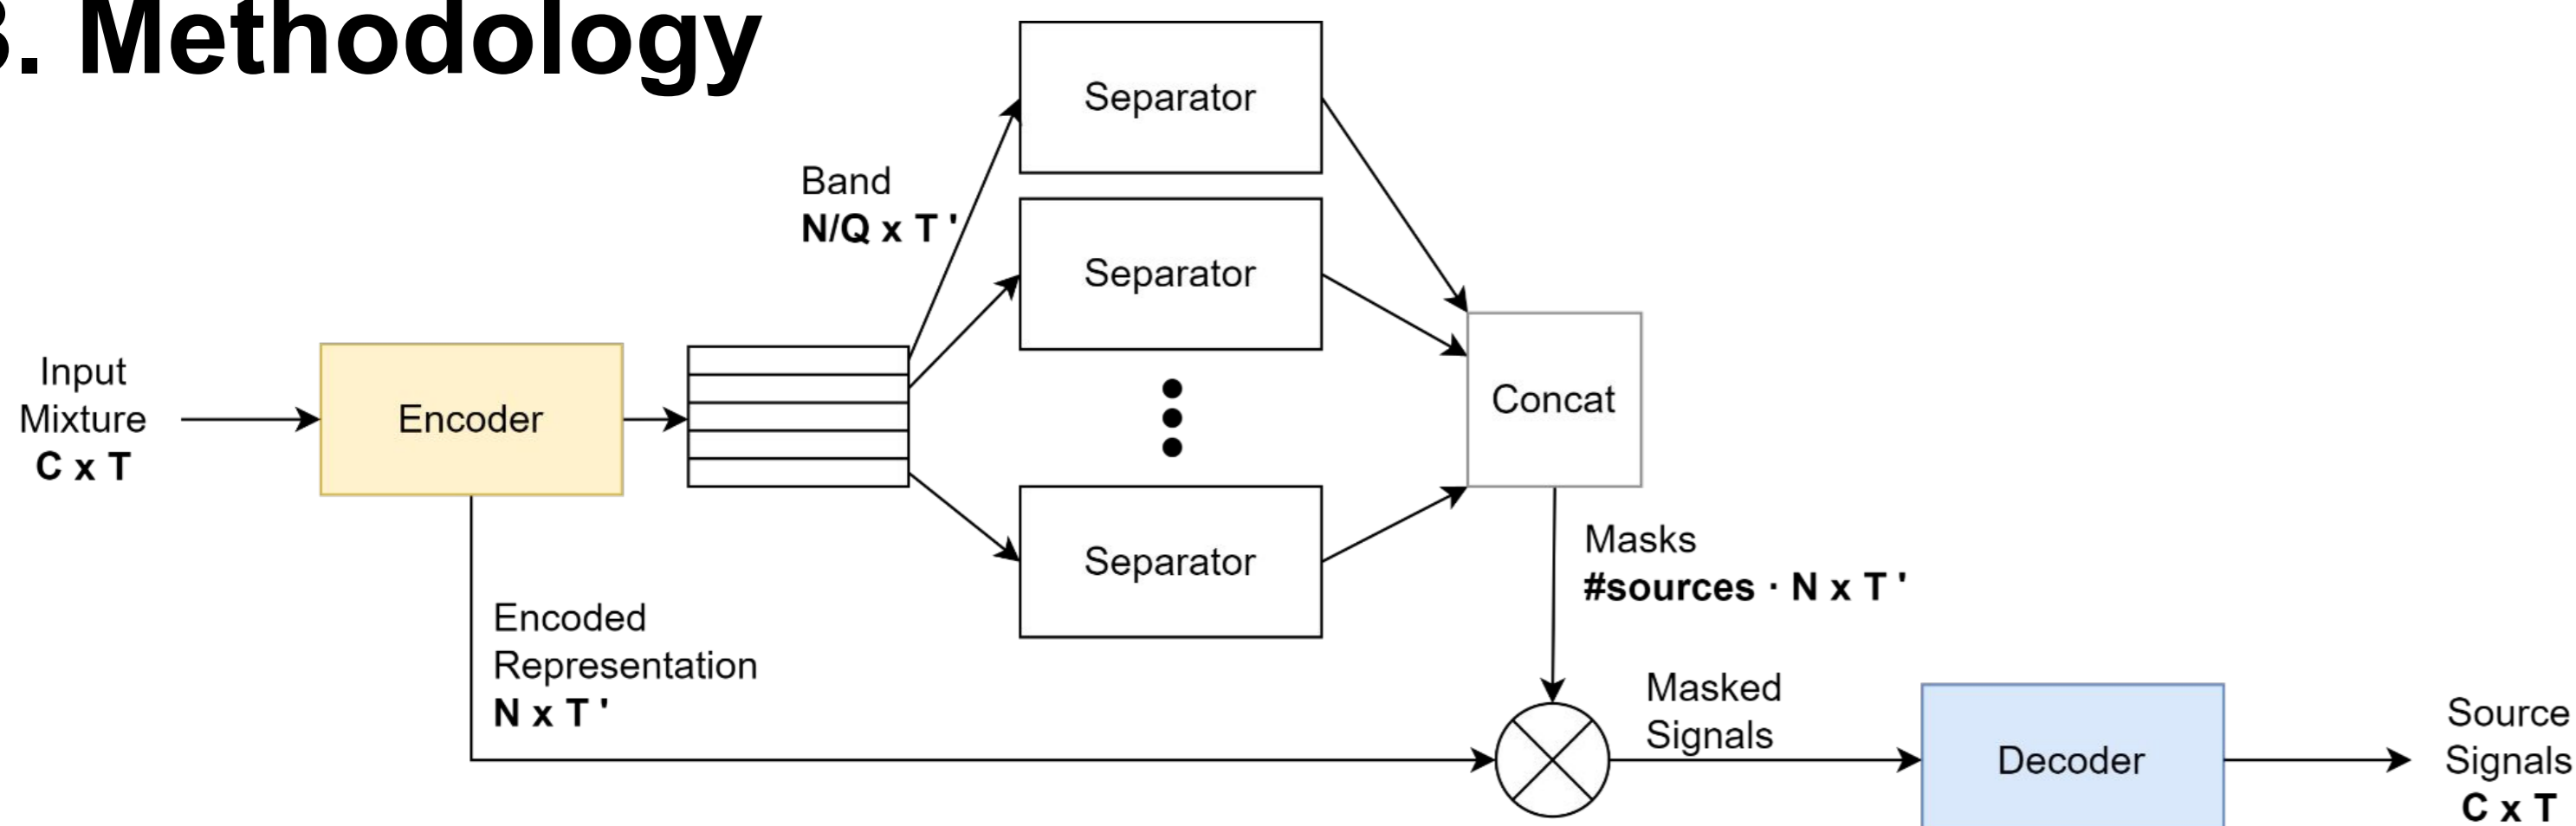 3. Methodology
Separator
Band
N/Q x T '
Separator
Input
Mixture
C x T
Encoder
Concat
Separator
Masks
#sources · N x T '
Encoded
Representation
N x T '
Masked
Signals
Decoder
Source
Signals
C x T